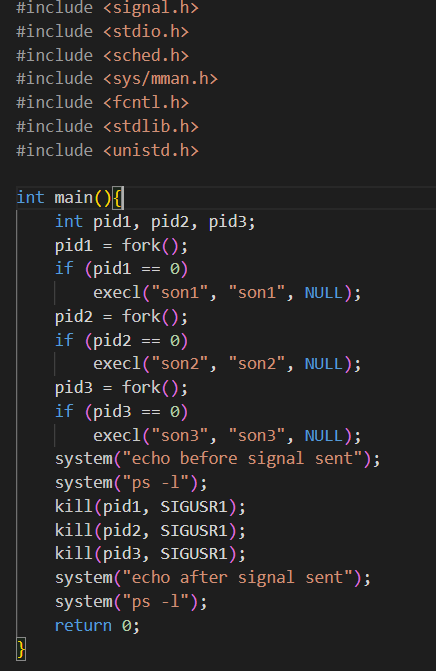 #include <signal.h>
#include <stdio.h>
#include <sched.h>
#include <sys/mman.h>
#include <fcntl.h>
#include <stdlib.h>
#include <unistd.h>

int main(){
    int pid1, pid2, pid3;
    pid1 = fork();
    if (pid1 == 0)
        execl("son1", "son1", NULL);
    pid2 = fork();
    if (pid2 == 0)
        execl("son2", "son2", NULL);
    pid3 = fork();
    if (pid3 == 0)
        execl("son3", "son3", NULL);
    system("echo before signal sent");
    system("ps -l");
    kill(pid1, SIGUSR1);
    kill(pid2, SIGUSR1);
    kill(pid3, SIGUSR1);
    system("echo after signal sent");
    system("ps -l");
    return 0;
}